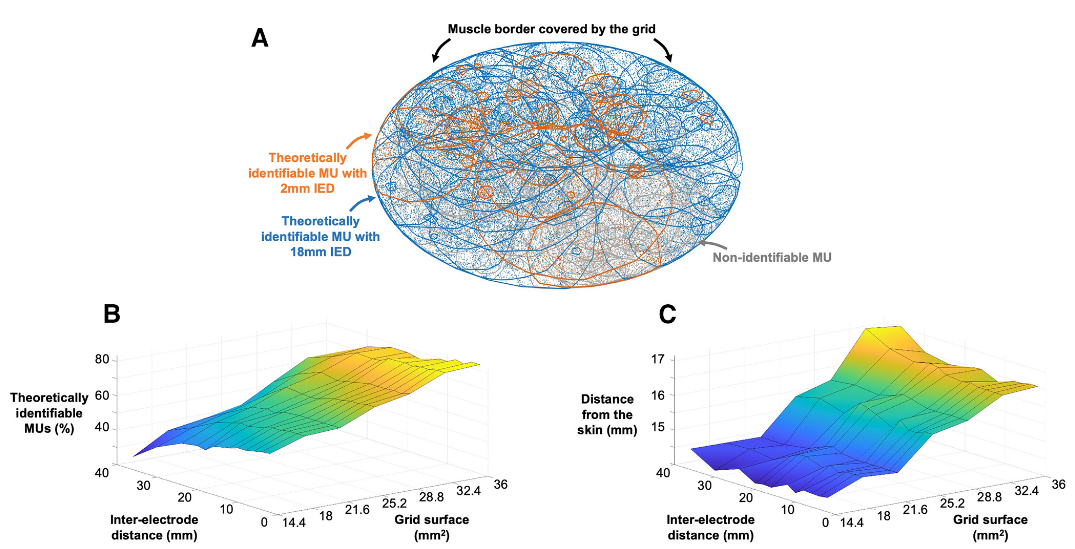 A
Muscle border covered by the grid
Theoretically
identifiable MU with
2mm IED
Theoretically
identifiable MU with
18mm IED
Non-identifiable MU
B
80
60
40
Theoretically
identifiable
MUs (%)
40
30
20
10
0
14.4
18
21.6
25.2
28.8
32.4
36
Inter-electrode
distance (mm)
Grid surface
(mm²)
C
17
16
15
Distance
from the
skin (mm)
40
30
20
10
0
14.4
18
21.6
25.2
28.8
32.4
36
Inter-electrode
distance (mm)
Grid surface
(mm²)